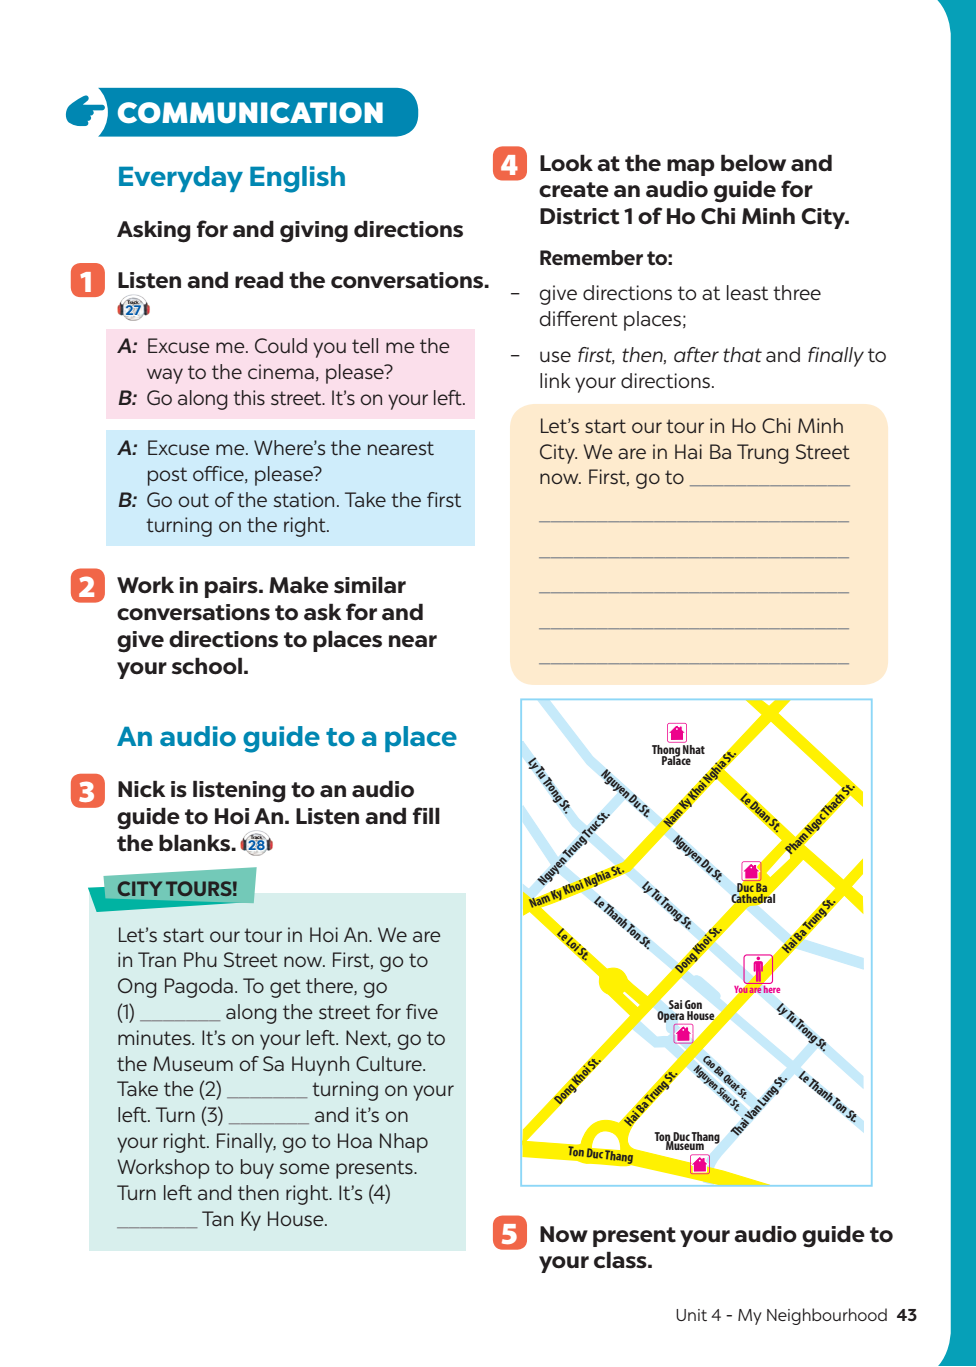 COMMUNICATION
Everyday English
Asking for and giving directions
1 Listen and read the conversations.
Track
27
A: Excuse me. Could you tell me the
way to the cinema, please?
B: Go along this street. It's on your left.
A: Excuse me. Where's the nearest
post office, please?
B: Go out of the station. Take the first
turning on the right.
2 Work in pairs. Make similar
conversations to ask for and
give directions to places near
your school.
An audio guide to a place
3 Nick is listening to an audio
guide to Hoi An. Listen and fill
the blanks.
Track
28
CITY TOURS!
Let's start our tour in Hoi An. We are
in Tran Phu Street now. First, go to
Ong Pagoda. To get there, go
(1) ________ along the street for five
minutes. It's on your left. Next, go to
the Museum of Sa Huynh Culture.
Take the (2) ________ turning on your
left. Turn (3) ________ and it's on
your right. Finally, go to Hoa Nhap
Workshop to buy some presents.
Turn left and then right. It's (4)
________ Tan Ky House.
4 Look at the map below and
create an audio guide for
District 1 of Ho Chi Minh City.
Remember to:
– give directions to at least three
different places;
– use first, then, after that and finally to
link your directions.
Let's start our tour in Ho Chi Minh
City. We are in Hai Ba Trung Street
now. First, go to ________________
Thong Nhat
Palace
Ly Tu Trong St.
Nguyen Du St.
Nam Ky Khoi Nghia St.
Le Duan St.
Pham Ngoc Thach St.
Nguyen Trung Truc St.
Nguyen Du St.
Nam Ky Khoi Nghia St.
Duc Ba
Cathedral
Ly Tu Trong St.
Le Thanh Ton St.
Le Loi St.
Dong Khoi St.
Hai Ba Trung St.
You are here
Sai Gon
Opera House
Ly Tu Trong St.
Cao Ba Quat St.
Nguyen Sieu St.
Dong Khoi St.
Hai Ba Trung St.
Thai Van Lung St.
Le Thanh Ton St.
Ton Duc Thang
Museum
Ton Duc Thang
5 Now present your audio guide to
your class.
Unit 4 - My Neighbourhood 43